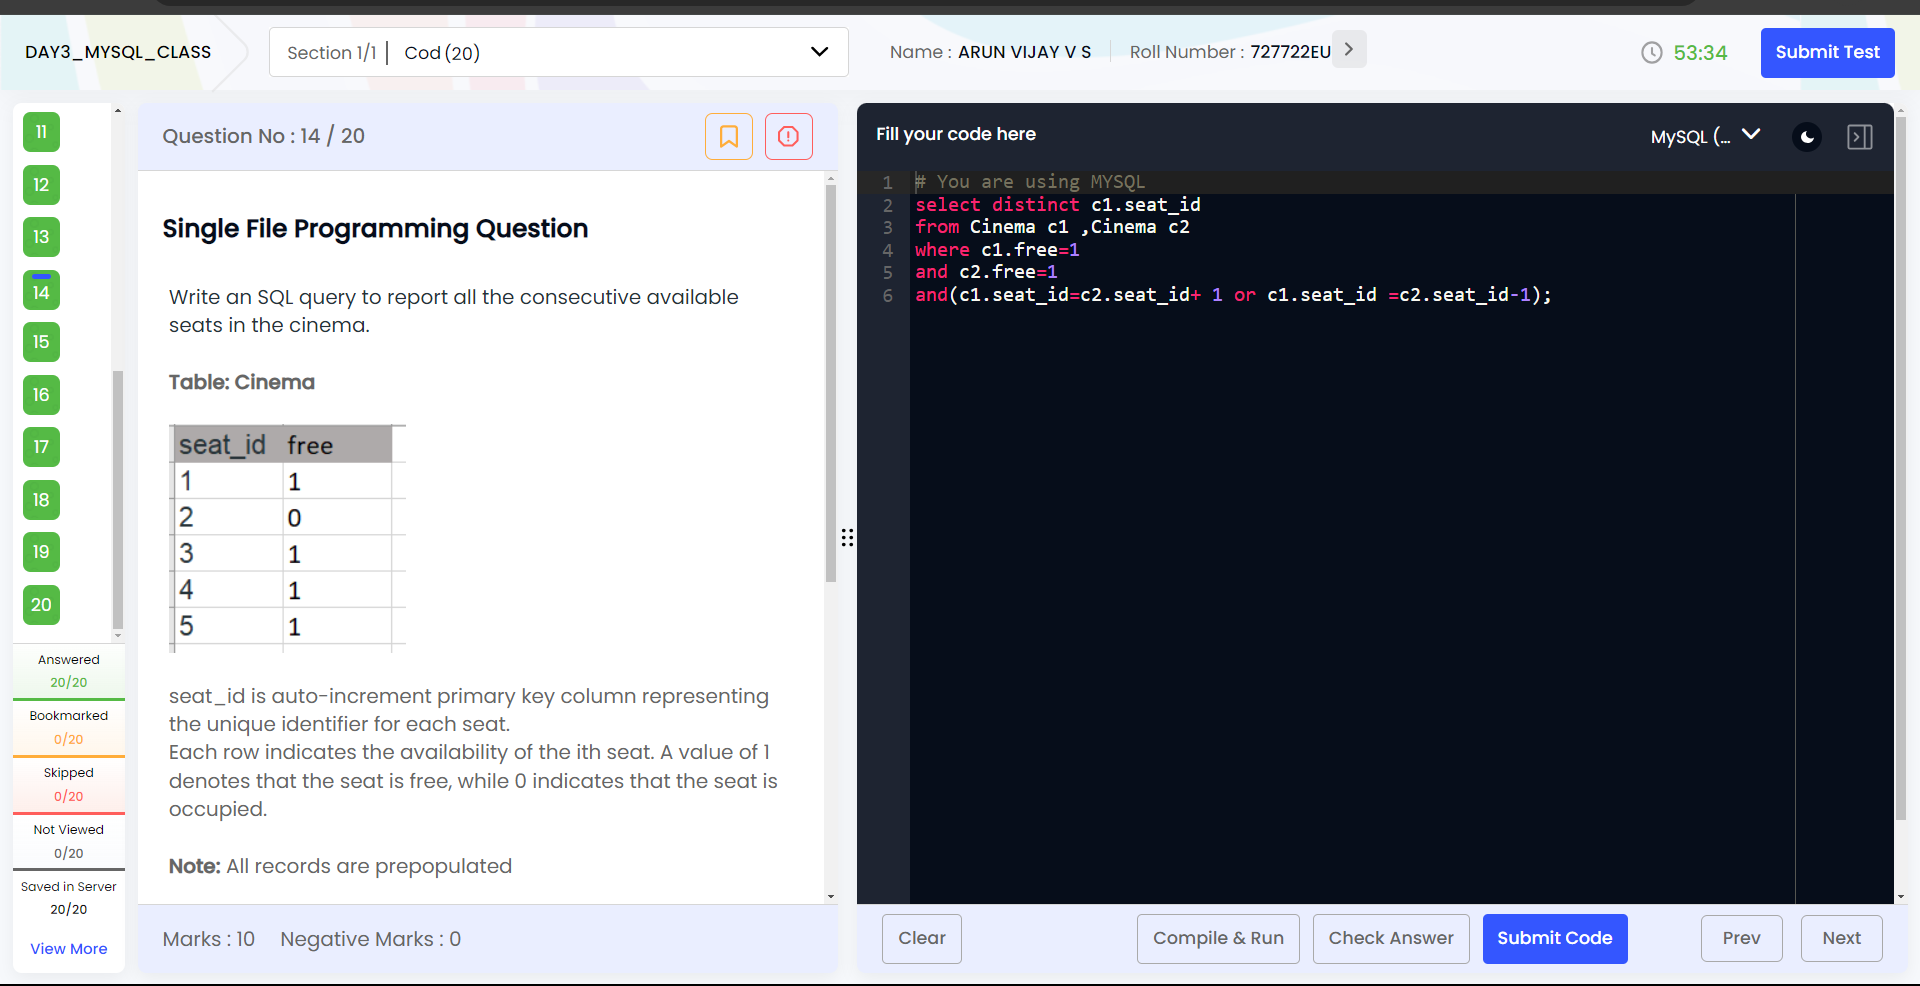 DAY3_MYSQL_CLASS
Section 1/1 | Cod (20)
Name : ARUN VIJAY V S
Roll Number : 727722EU
53:34
Submit Test
11
12
13
14
15
16
17
18
19
20
Answered
20/20
Bookmarked
0/20
Skipped
0/20
Not Viewed
0/20
Saved in Server
20/20
View More
Question No : 14 / 20
Single File Programming Question
Write an SQL query to report all the consecutive available
seats in the cinema.
Table: Cinema
seat_id free
1 1
2 0
3 1
4 1
5 1
seat_id is auto-increment primary key column representing
the unique identifier for each seat.
Each row indicates the availability of the ith seat. A value of 1
denotes that the seat is free, while 0 indicates that the seat is
occupied.
Note: All records are prepopulated
Marks : 10 Negative Marks : 0
Fill your code here
MySQL (...
1 # You are using MYSQL
2 select distinct c1.seat_id
3 from Cinema c1 ,Cinema c2
4 where c1.free=1
5 and c2.free=1
6 and(c1.seat_id=c2.seat_id+ 1 or c1.seat_id =c2.seat_id-1);
Clear
Compile & Run
Check Answer
Submit Code
Prev
Next